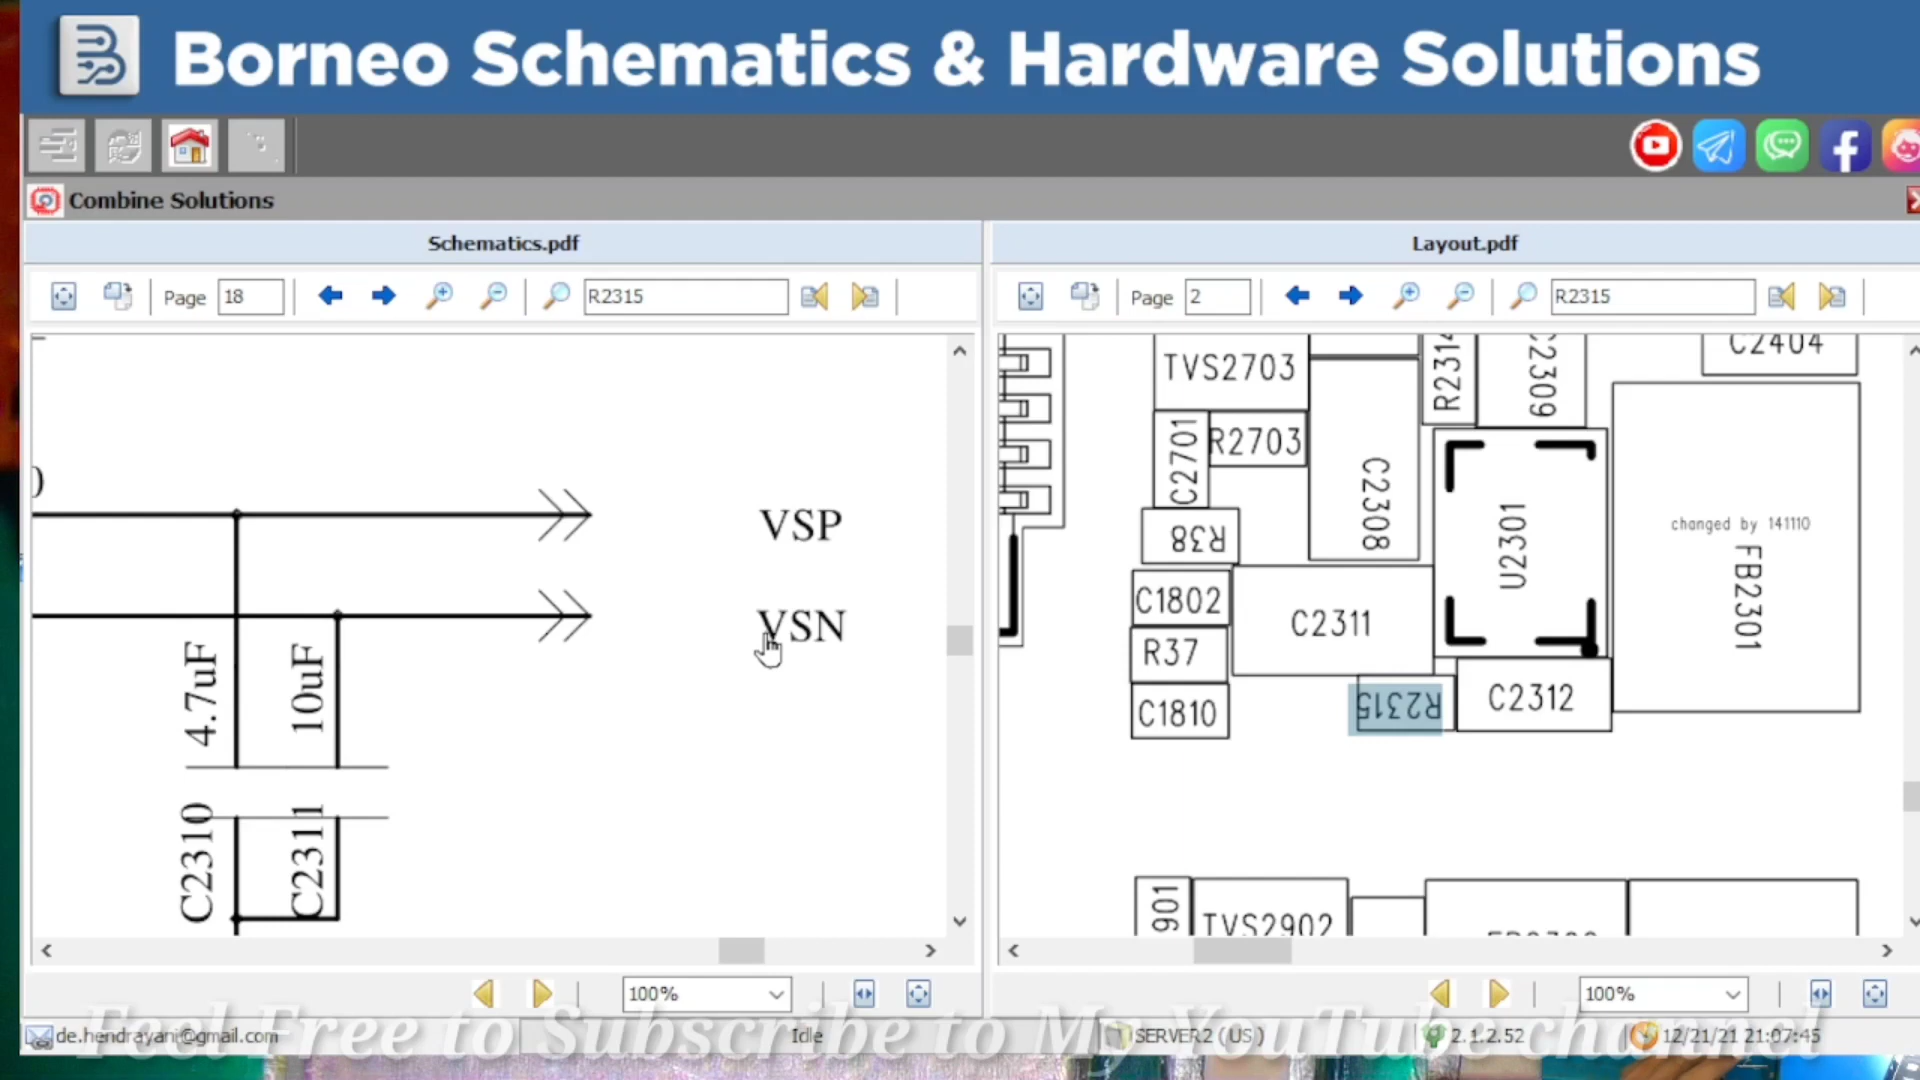 Borneo Schematics & Hardware Solutions
Combine Solutions
Schematics.pdf
Page 18
R2315
)
VSP
VSN
4.7uF
10uF
C2310
C2311
100%
Layout.pdf
Page 2
R2315
C2404
TVS2703
R2314
C2309
C2701
R2703
C2308
R38
U2301
changed by 141110
FB2301
C1802
C2311
R37
R2315
C2312
C1810
901
TVS2902
100%
Feel Free to Subscribe to My YouTube channel
de.hendrayani@gmail.com
Idle
SERVER2 (US)
2.1.2.52
12/21/21 21:07:45